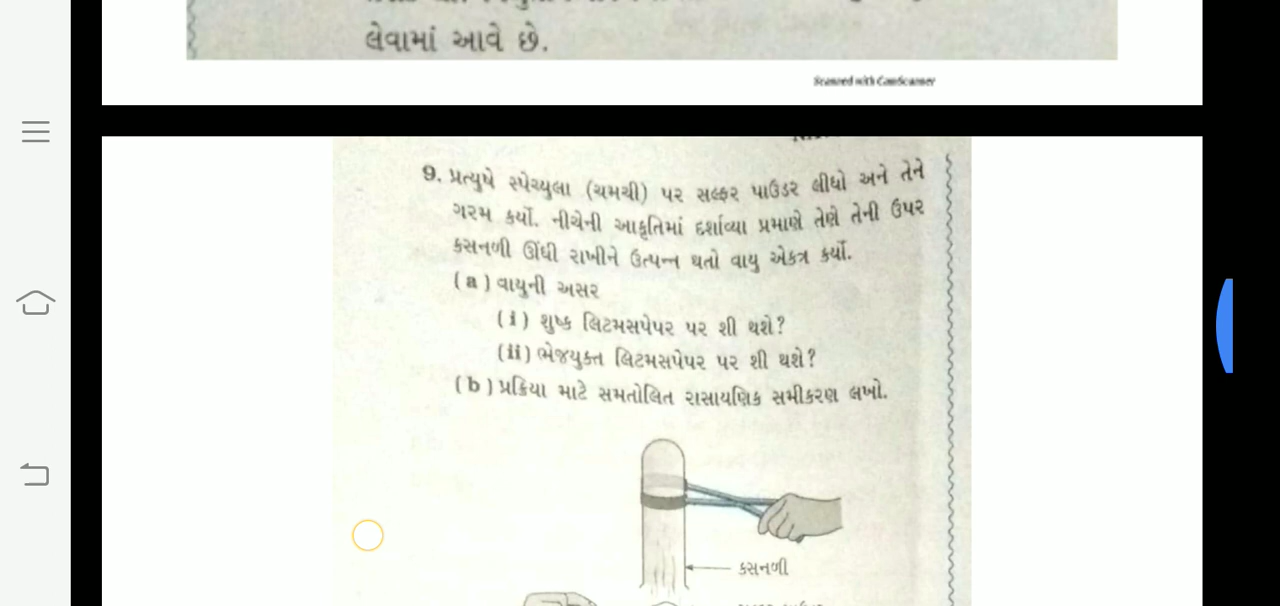 લેવામાં આવે છે.
Scanned with CamScanner
9. પ્રત્યુષે સ્પેચ્યુલા (ચમચી) પર સલ્ફર પાઉડર લીધો અને તેને
ગરમ કર્યો. નીચેની આકૃતિમાં દર્શાવ્યા પ્રમાણે તેણે તેની ઉપર
કસનળી ઊંધી રાખીને ઉત્પન્ન થતો વાયુ એકત્ર કર્યો.
(a) વાયુની અસર
(i) શુષ્ક લિટમસપેપર પર શી થશે?
(ii) ભેજયુક્ત લિટમસપેપર પર શી થશે?
(b) પ્રક્રિયા માટે સમતોલિત રાસાયણિક સમીકરણ લખો.
કસનળી